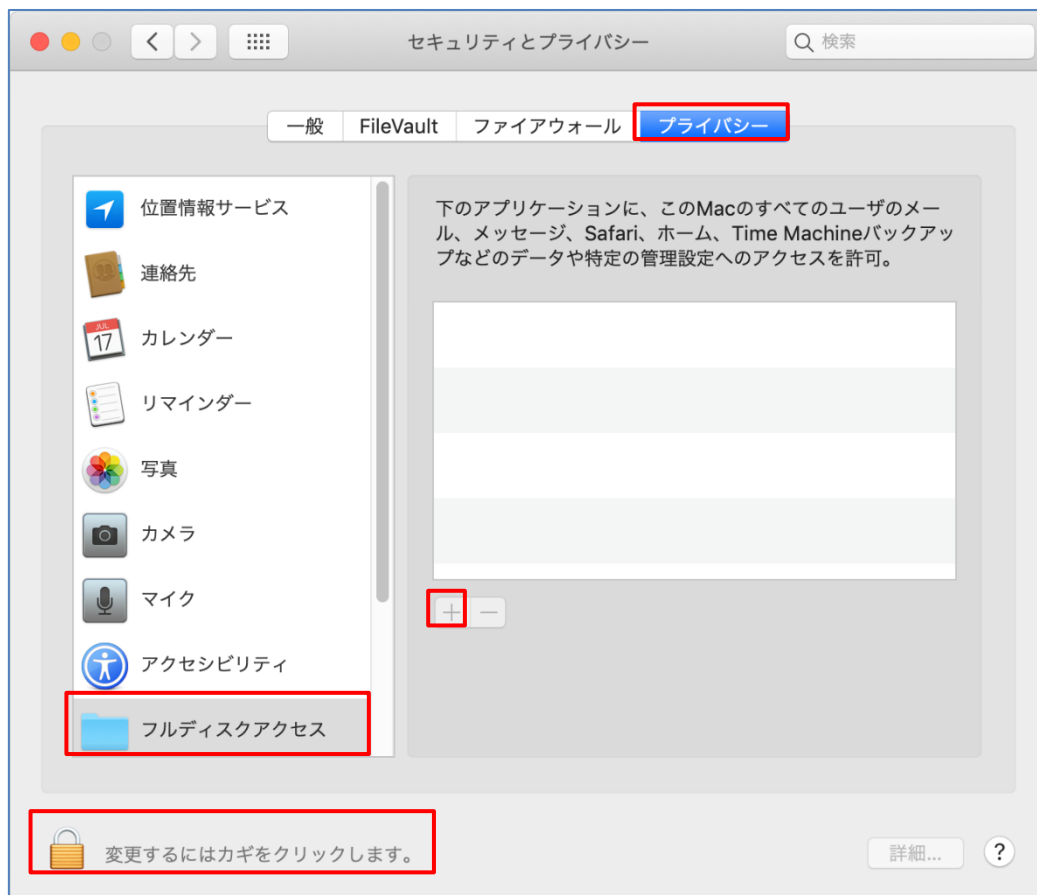 セキュリティとプライバシー
検索
一般
FileVault
ファイアウォール
プライバシー
位置情報サービス
連絡先
JUL
17
カレンダー
リマインダー
写真
カメラ
マイク
アクセシビリティ
フルディスクアクセス
下のアプリケーションに、このMacのすべてのユーザのメー
ル、メッセージ、Safari、ホーム、Time Machineバックアッ
プなどのデータや特定の管理設定へのアクセスを許可。
+
−
変更するにはカギをクリックします。
詳細...
?